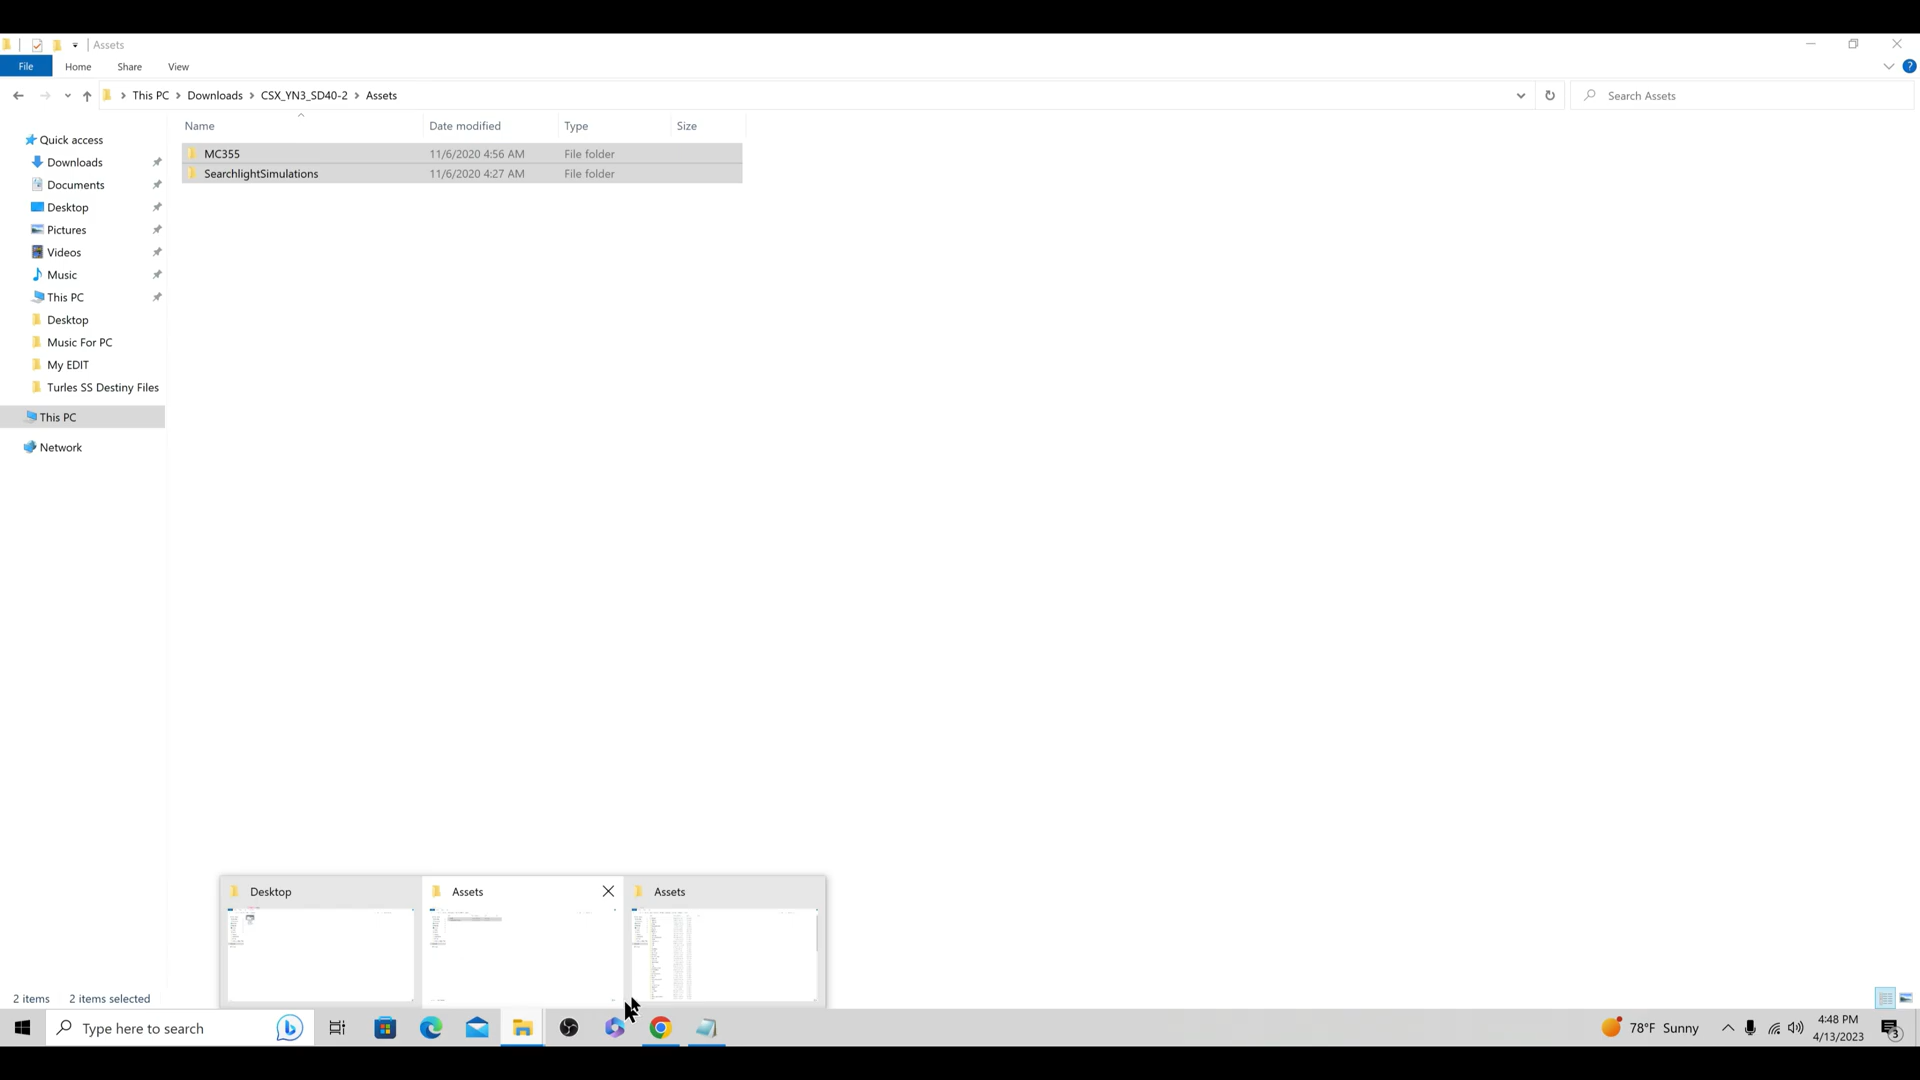 Assets
File Home Share View
This PC Downloads CSX_YN3_SD40-2 Assets
Search Assets
Name Date modified Type Size
MC355 11/6/2020 4:56 AM File folder
SearchlightSimulations 11/6/2020 4:27 AM File folder
Quick access
Downloads
Documents
Desktop
Pictures
Videos
Music
This PC
Desktop
Music For PC
My EDIT
Turles SS Destiny Files
This PC
Network
Desktop Assets Assets
2 items 2 items selected
Type here to search
78°F Sunny
4:48 PM
4/13/2023
3